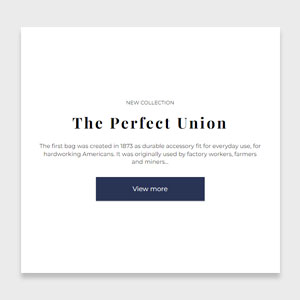 NEW COLLECTION
The Perfect Union
The first bag was created in 1873 as durable accessory fit for everyday use, for
hardworking Americans. It was originally used by factory workers, farmers
and miners...
View more